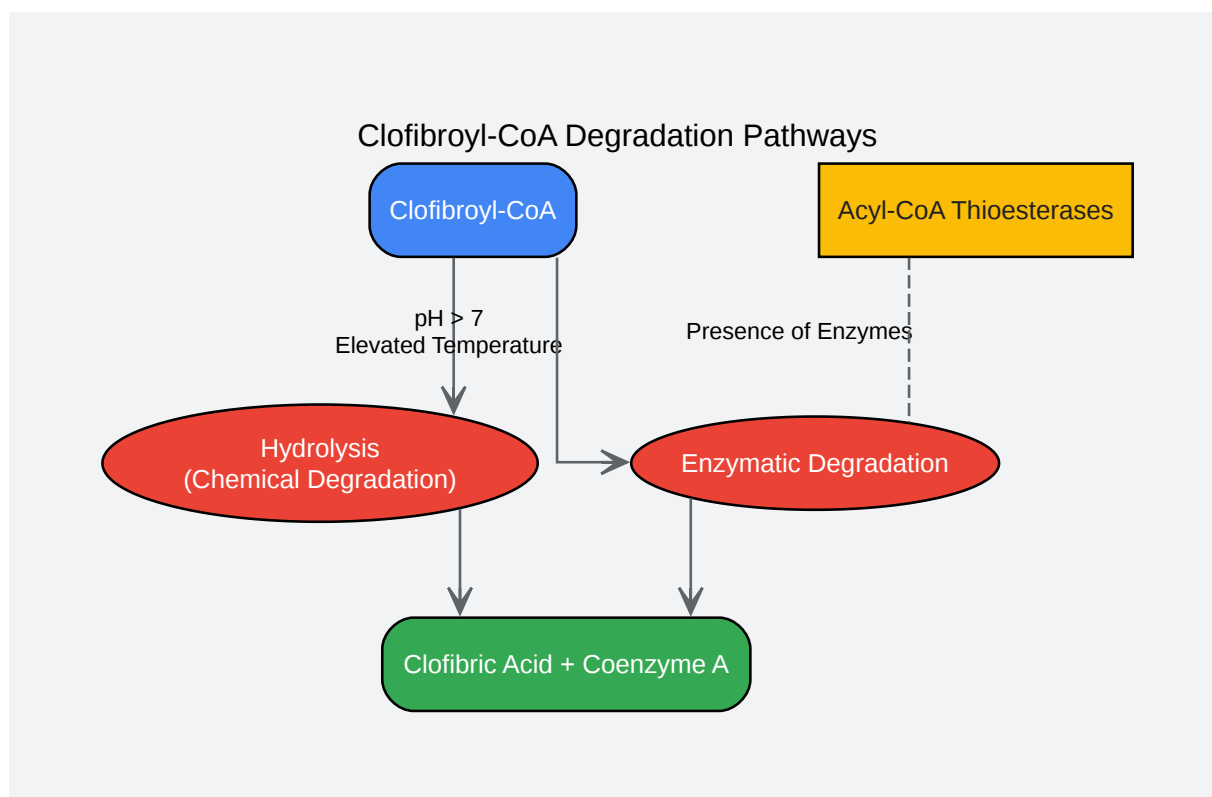 Clofibroyl-CoA Degradation Pathways
Clofibroyl-CoA
Acyl-CoA Thioesterases
pH > 7
Elevated Temperature
Presence of Enzymes
Hydrolysis
(Chemical Degradation)
Enzymatic Degradation
Clofibric Acid + Coenzyme A